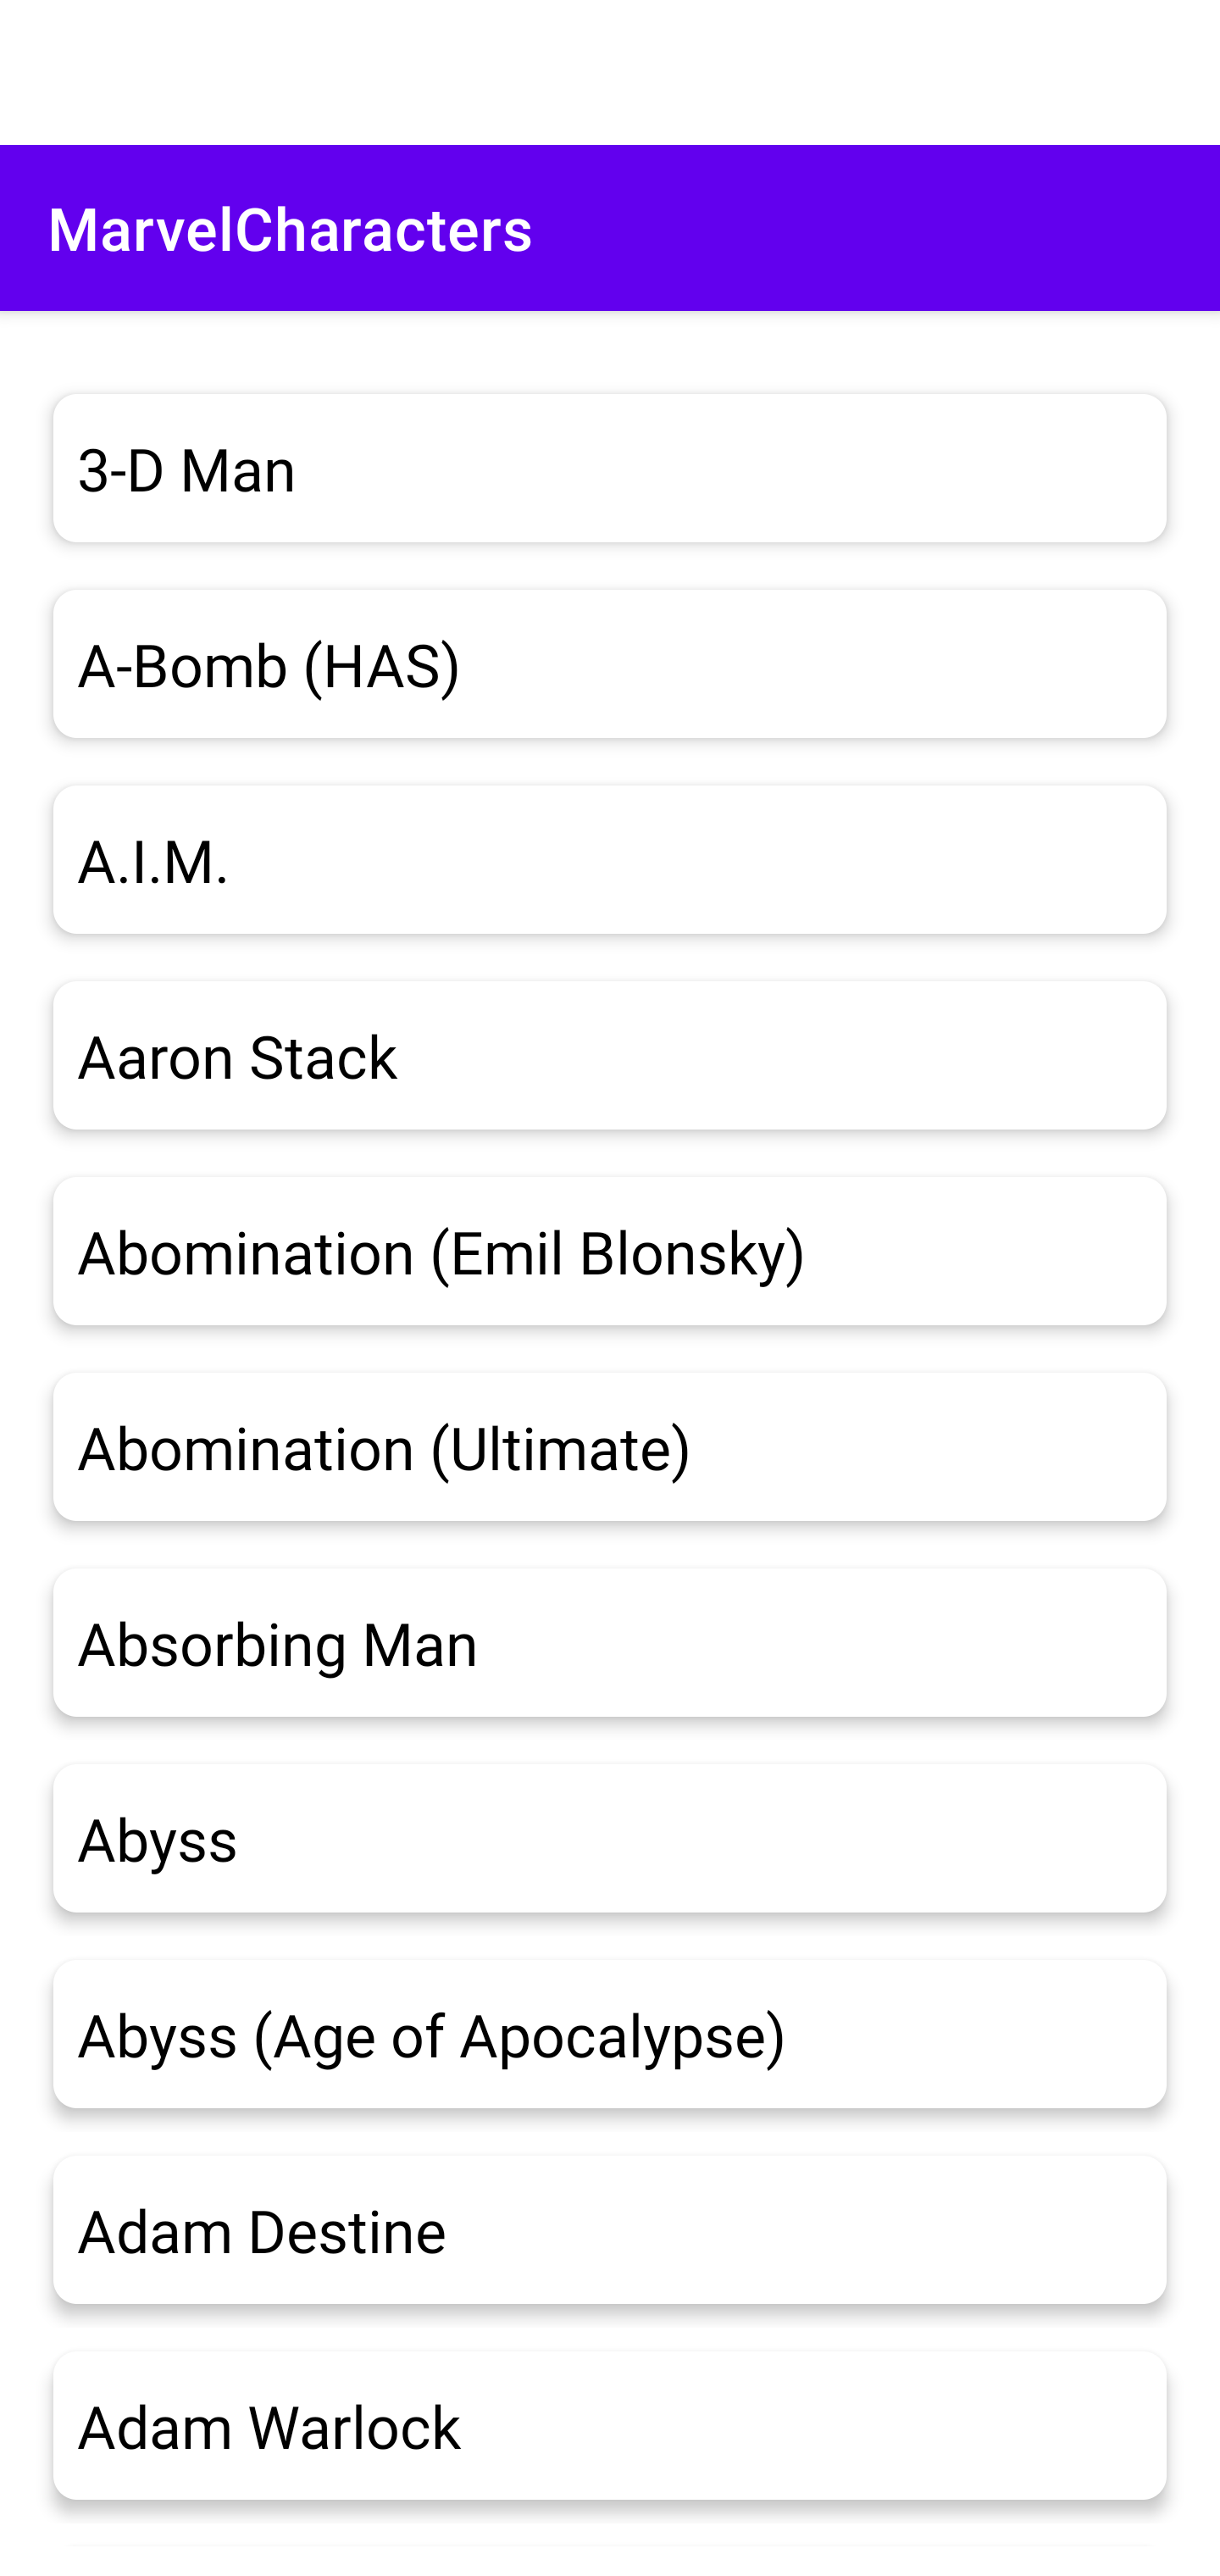 MarvelCharacters
3-D Man
A-Bomb (HAS)
A.I.M.
Aaron Stack
Abomination (Emil Blonsky)
Abomination (Ultimate)
Absorbing Man
Abyss
Abyss (Age of Apocalypse)
Adam Destine
Adam Warlock